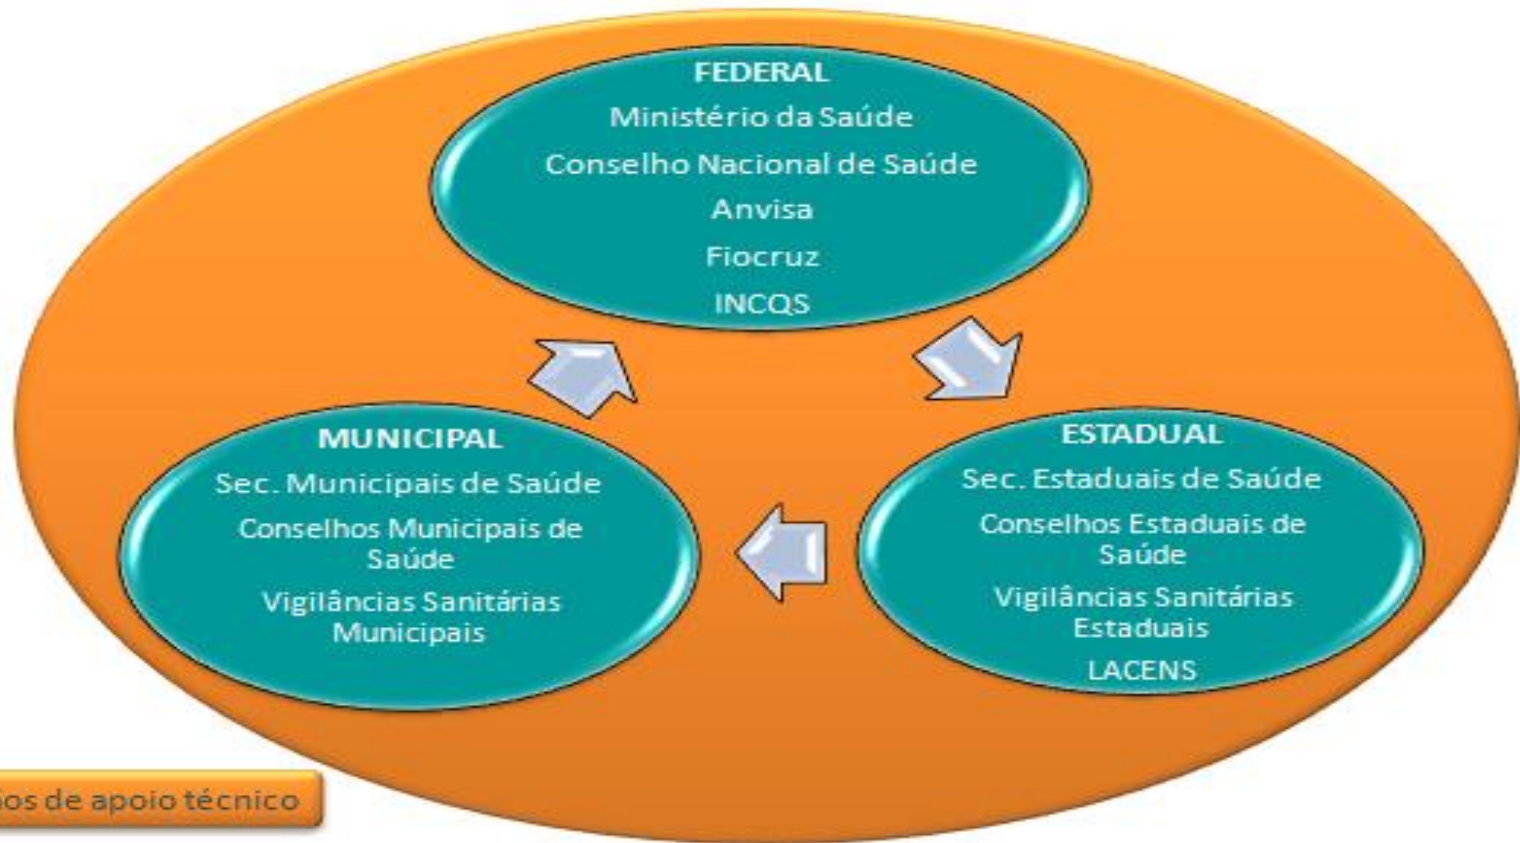 FEDERAL
Ministério da Saúde
Conselho Nacional de Saúde
Anvisa
Fiocruz
INCQS
MUNICIPAL
Sec. Municipais de Saúde
Conselhos Municipais de
Saúde
Vigilâncias Sanitárias
Municipais
ESTADUAL
Sec. Estaduais de Saúde
Conselhos Estaduais de
Saúde
Vigilâncias Sanitárias
Estaduais
LACENS
de apoio técnico